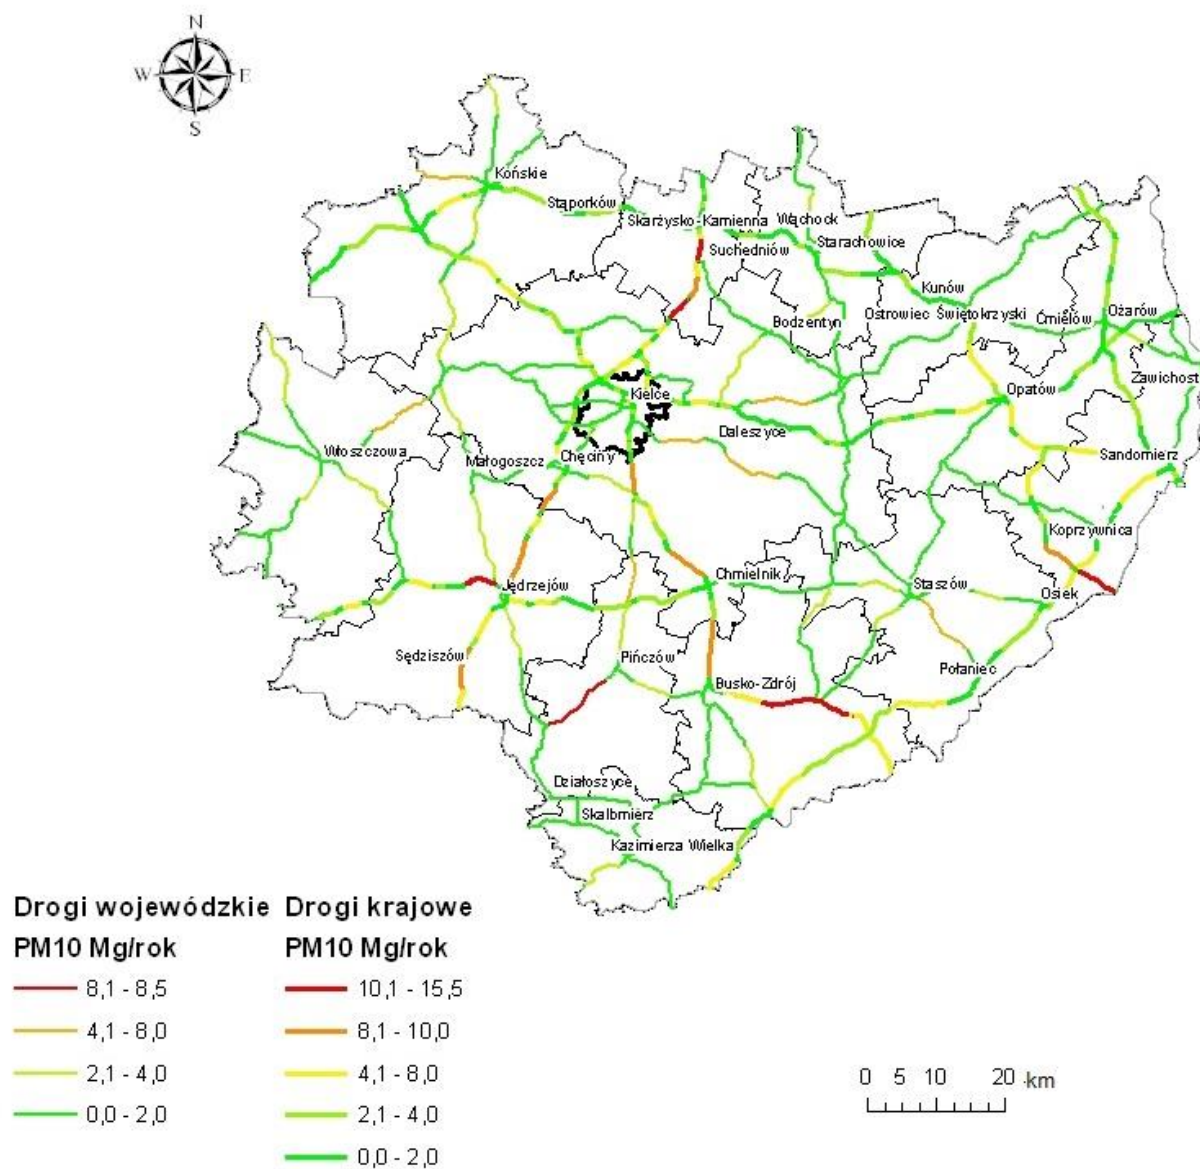 N
W E
S
Końskie
Stąporków
Skarżysko-Kamienna
Wąchock
Suchedniów
Starachowice
Kunów
Bodzentyn
Ostrowiec Świętokrzyski
Ćmielów
Ożarów
Zawichost
Kielce
Opatów
Daleszyce
Włoszczowa
Małogoszcz
Chęciny
Sandomierz
Koprzywnica
Chmielnik
Jędrzejów
Staszów
Osiek
Sędziszów
Pińczów
Połaniec
Busko-Zdrój
Działoszyce
Skalbmierz
Kazimierza Wielka
Drogi wojewódzkie Drogi krajowe
PM10 Mg/rok PM10 Mg/rok
8,1 - 8,5 10,1 - 15,5
4,1 - 8,0 8,1 - 10,0
2,1 - 4,0 4,1 - 8,0
0,0 - 2,0 2,1 - 4,0
0,0 - 2,0
0 5 10 20 km